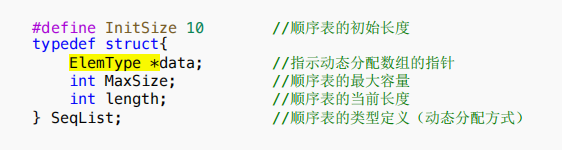 #define InitSize 10 //顺序表的初始长度
typedef struct{
ElemType *data; //指示动态分配数组的指针
int MaxSize; //顺序表的最大容量
int length; //顺序表的当前长度
} SeqList; //顺序表的类型定义（动态分配方式）